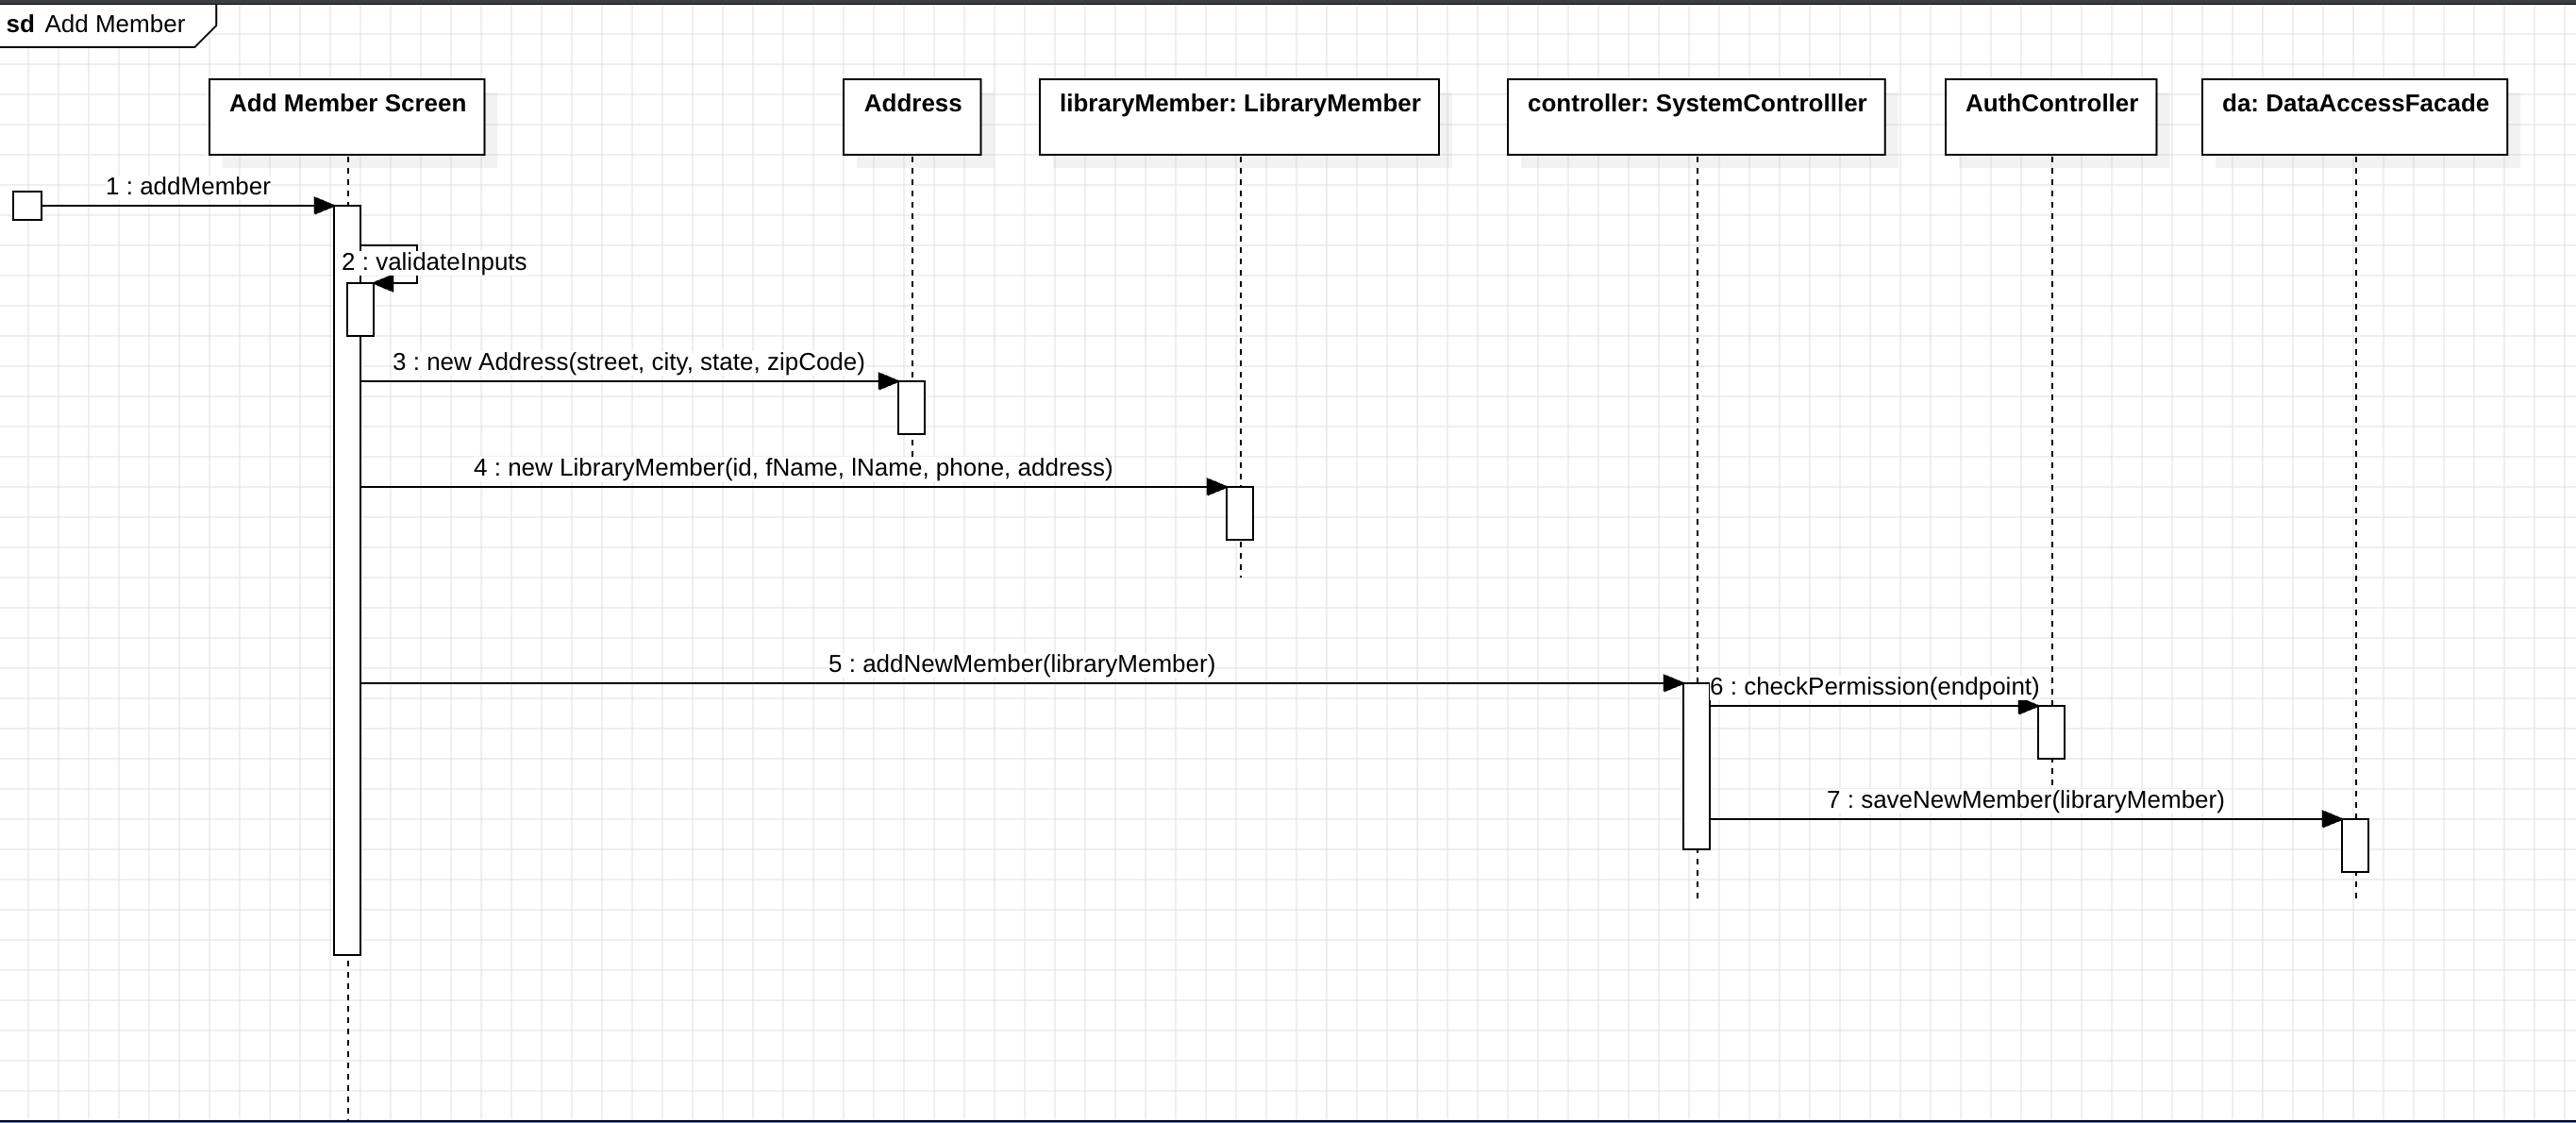 sd Add Member
Add Member Screen
Address
libraryMember: LibraryMember
controller: SystemControlller
AuthController
da: DataAccessFacade
1 : addMember
2 : validateInputs
3 : new Address(street, city, state, zipCode)
4 : new LibraryMember(id, fName, lName, phone, address)
5 : addNewMember(libraryMember)
6 : checkPermission(endpoint)
7 : saveNewMember(libraryMember)